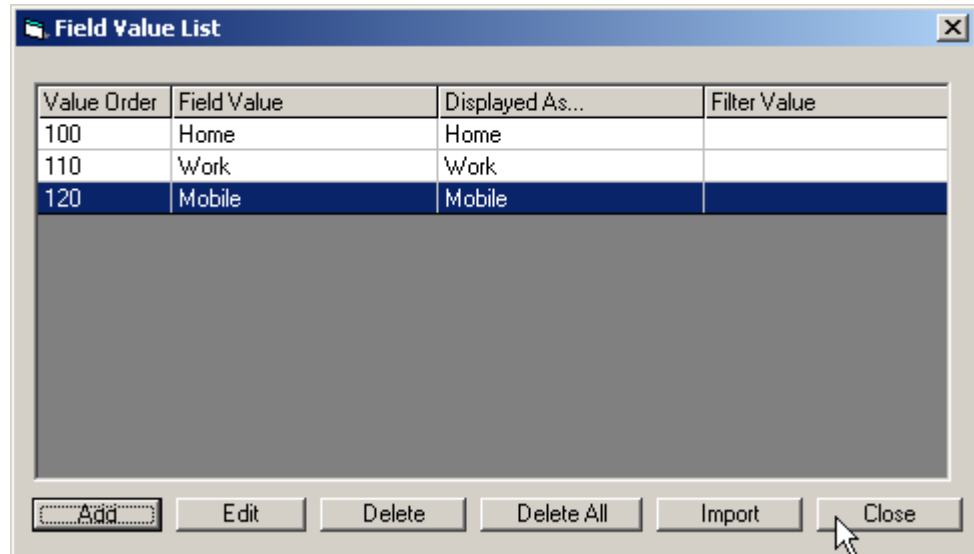 Field Value List
Value Order Field Value Displayed As... Filter Value
100 Home Home
110 Work Work
120 Mobile Mobile
Add Edit Delete Delete All Import Close